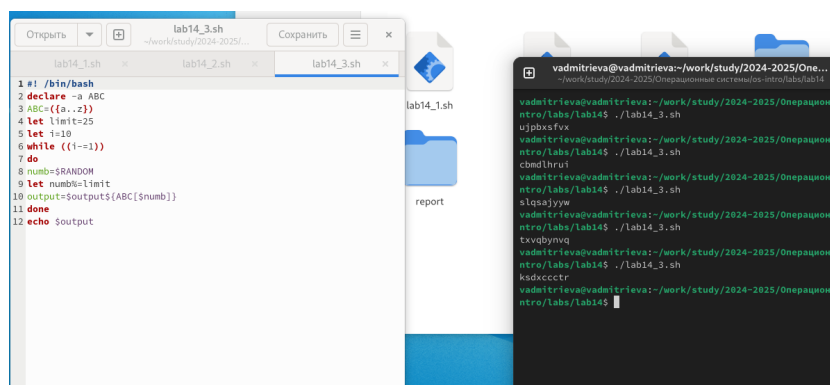 Открыть
lab14_3.sh
~/work/study/2024-2025/...
Сохранить
lab14_1.sh
lab14_2.sh
lab14_3.sh
1 #! /bin/bash
2 declare -a ABC
3 ABC=({a..z})
4 let limit=25
5 let i=10
6 while ((i-=1))
7 do
8 numb=$RANDOM
9 let numb%=limit
10 output=$output${ABC[$numb]}
11 done
12 echo $output
lab14_1.sh
report
vadmitrieva@vadmitrieva:~/work/study/2024-2025/Опе...
~/work/study/2024-2025/Операционные системы/os-intro/labs/lab14
vadmitrieva@vadmitrieva:~/work/study/2024-2025/Операцион
ntro/labs/lab14$ ./lab14_3.sh
ujpbxsfvx
vadmitrieva@vadmitrieva:~/work/study/2024-2025/Операцион
ntro/labs/lab14$ ./lab14_3.sh
cbmdlhrui
vadmitrieva@vadmitrieva:~/work/study/2024-2025/Операцион
ntro/labs/lab14$ ./lab14_3.sh
slqsajyyw
vadmitrieva@vadmitrieva:~/work/study/2024-2025/Операцион
ntro/labs/lab14$ ./lab14_3.sh
txvqbynvq
vadmitrieva@vadmitrieva:~/work/study/2024-2025/Операцион
ntro/labs/lab14$ ./lab14_3.sh
ksdxccctr
vadmitrieva@vadmitrieva:~/work/study/2024-2025/Операцион
ntro/labs/lab14$